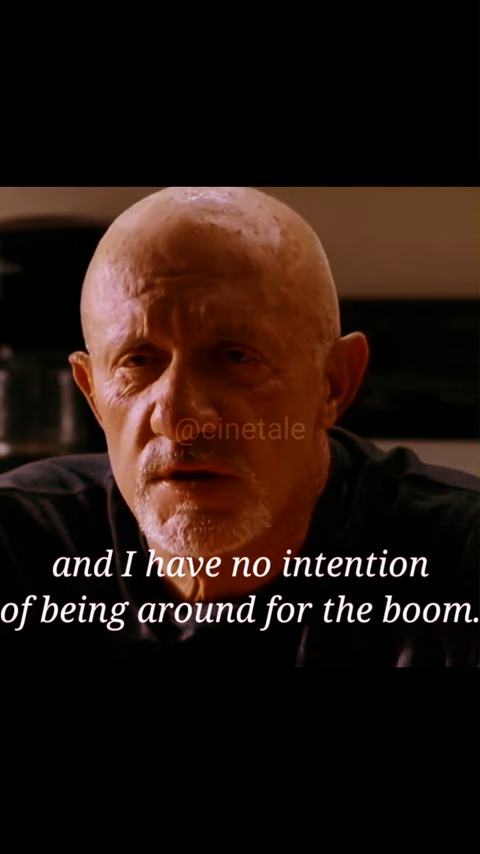 @cinetale
and I have no intention
of being around for the boom.